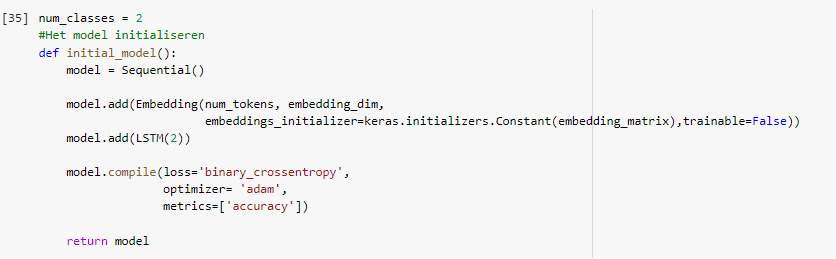 [35] num_classes = 2
#Het model initialiseren
def initial_model():
    model = Sequential()
    model.add(Embedding(num_tokens, embedding_dim,
                        embeddings_initializer=keras.initializers.Constant(embedding_matrix),trainable=False))
    model.add(LSTM(2))
    model.compile(loss='binary_crossentropy',
                  optimizer= 'adam',
                  metrics=['accuracy'])
    return model